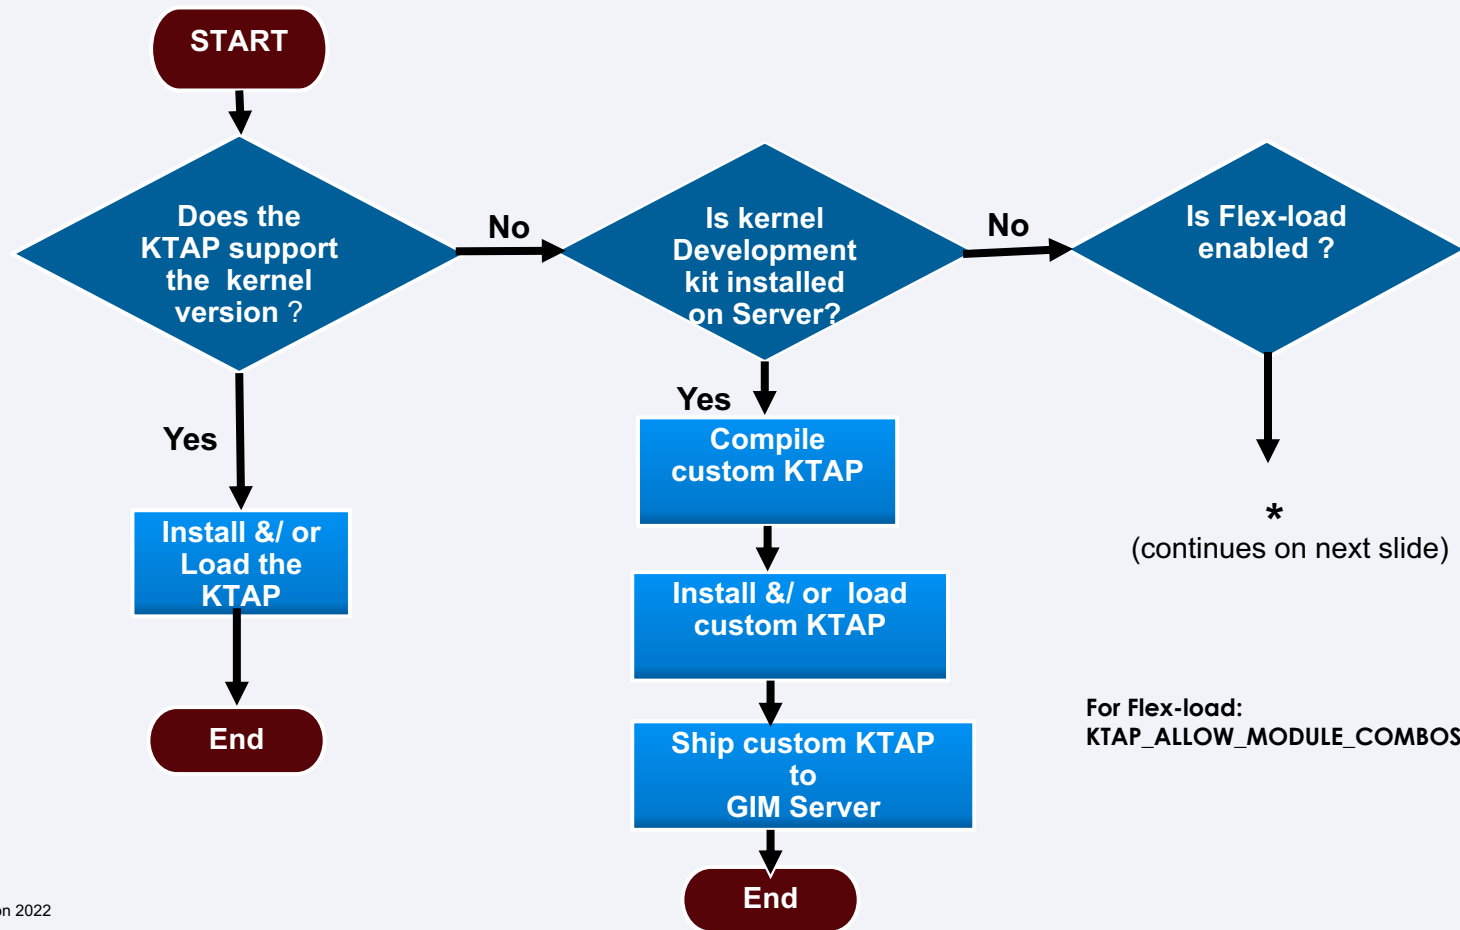 START
Does the
KTAP support
the kernel
version ?
No
Is kernel
Development
kit installed
on Server?
No
Is Flex-load
enabled ?
Yes
Install &/ or
Load the
KTAP
End
Yes
Compile
custom KTAP
Install &/ or load
custom KTAP
Ship custom KTAP
to
GIM Server
End
*
(continues on next slide)
For Flex-load:
KTAP_ALLOW_MODULE_COMBOS
2022